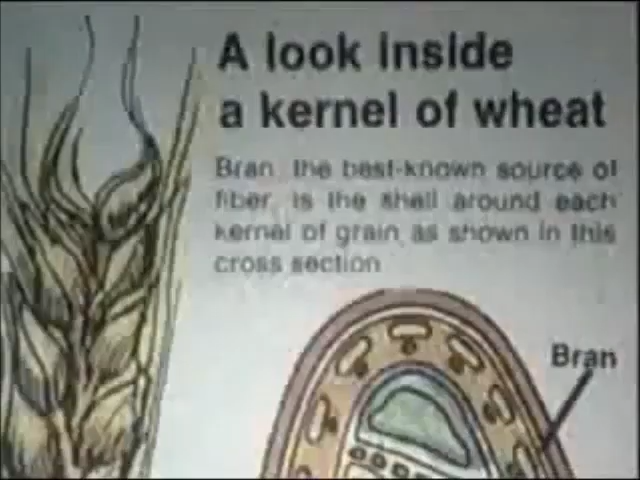 A look inside
a kernel of wheat
Bran, the best-known source of
fiber, is the shell around each
kernel of grain, as shown in this
cross section
Bran